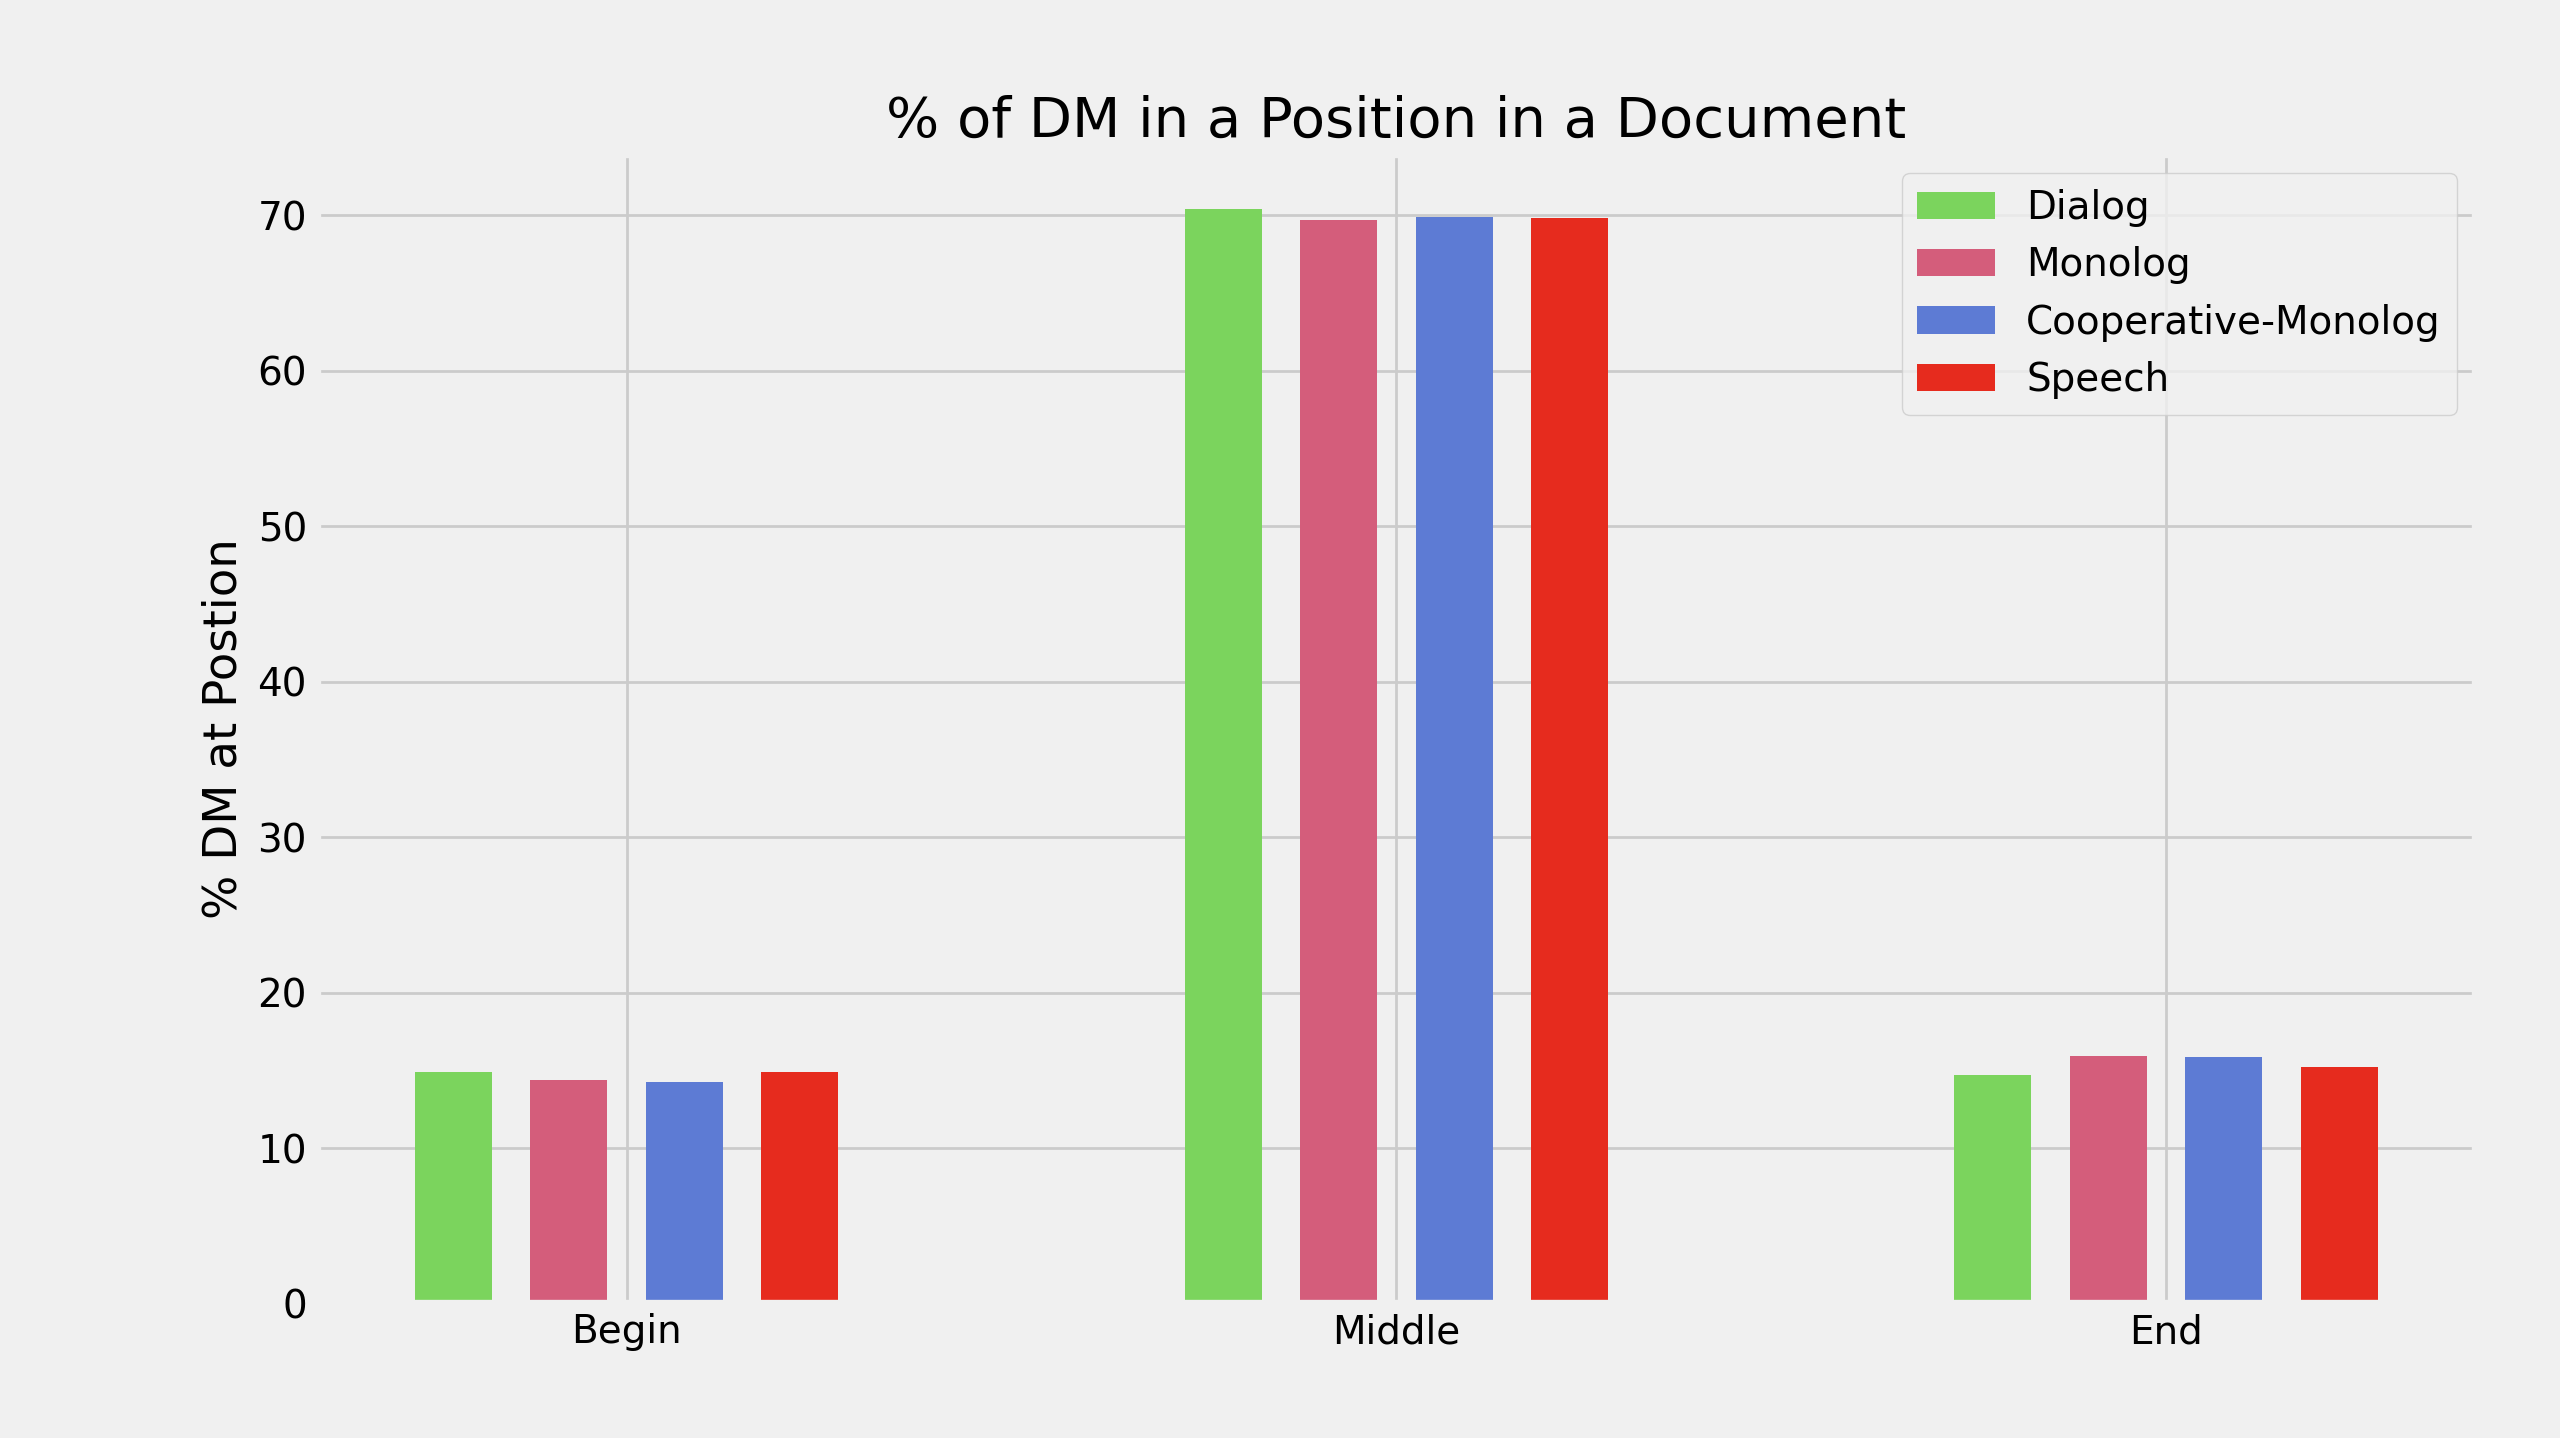 % of DM in a Position in a Document
% DM at Postion
70
60
50
40
30
20
10
0
Begin
Middle
End
Dialog
Monolog
Cooperative-Monolog
Speech